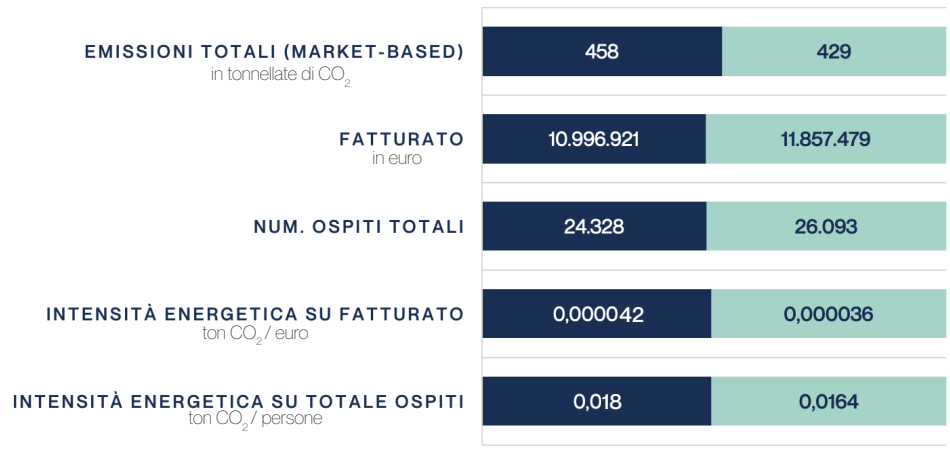 EMISSIONI TOTALI (MARKET-BASED) 458 429
in tonnellate di CO₂
FATTURATO 10.996.921 11.857.479
in euro
NUM. OSPITI TOTALI 24.328 26.093
INTENSITÀ ENERGETICA SU FATTURATO 0,000042 0,000036
ton CO₂ / euro
INTENSITÀ ENERGETICA SU TOTALE OSPITI 0,018 0,0164
ton CO₂ / persone